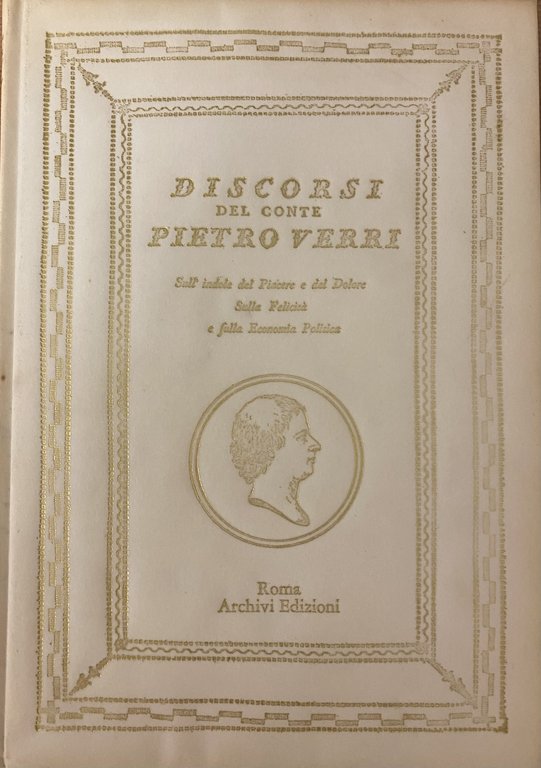 DISCORSI
DEL CONTE
PIETRO VERRI
Sull' indole del Piacere e del Dolore
Sulla Felicità
e ſulla Economia Politica
Roma
Archivi Edizioni